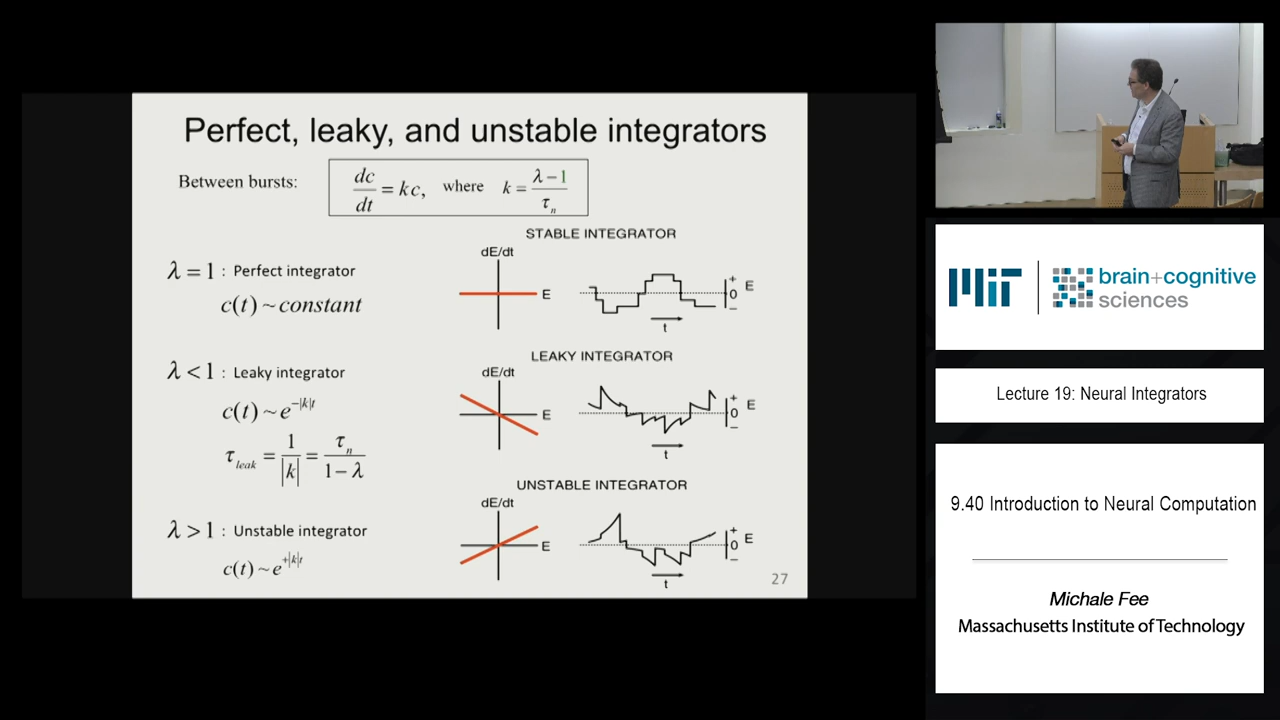 Perfect, leaky, and unstable integrators
Between bursts: dc/dt = kc, where k = (λ – 1)/τn
STABLE INTEGRATOR
dE/dt
λ = 1 : Perfect integrator
c(t) ~ constant
E
+
0
–
E
t
LEAKY INTEGRATOR
dE/dt
λ < 1 : Leaky integrator
c(t) ~ e^–|k|t
τleak = 1/|k| = τn/(1 – λ)
E
+
0
–
E
t
UNSTABLE INTEGRATOR
dE/dt
λ > 1 : Unstable integrator
c(t) ~ e^+|k|t
E
+
0
–
E
t
27
MIT
brain+cognitive
sciences
Lecture 19: Neural Integrators
9.40 Introduction to Neural Computation
Michale Fee
Massachusetts Institute of Technology